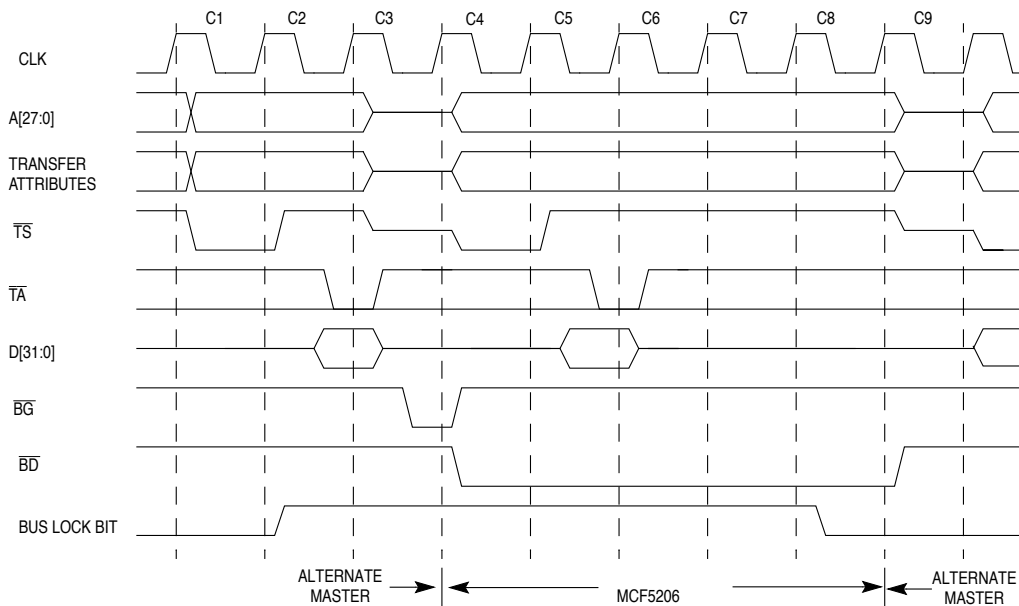 C1 C2 C3 C4 C5 C6 C7 C8 C9
CLK
A[27:0]
TRANSFER
ATTRIBUTES
TS
TA
D[31:0]
BG
BD
BUS LOCK BIT
ALTERNATE
MASTER
MCF5206
ALTERNATE
MASTER